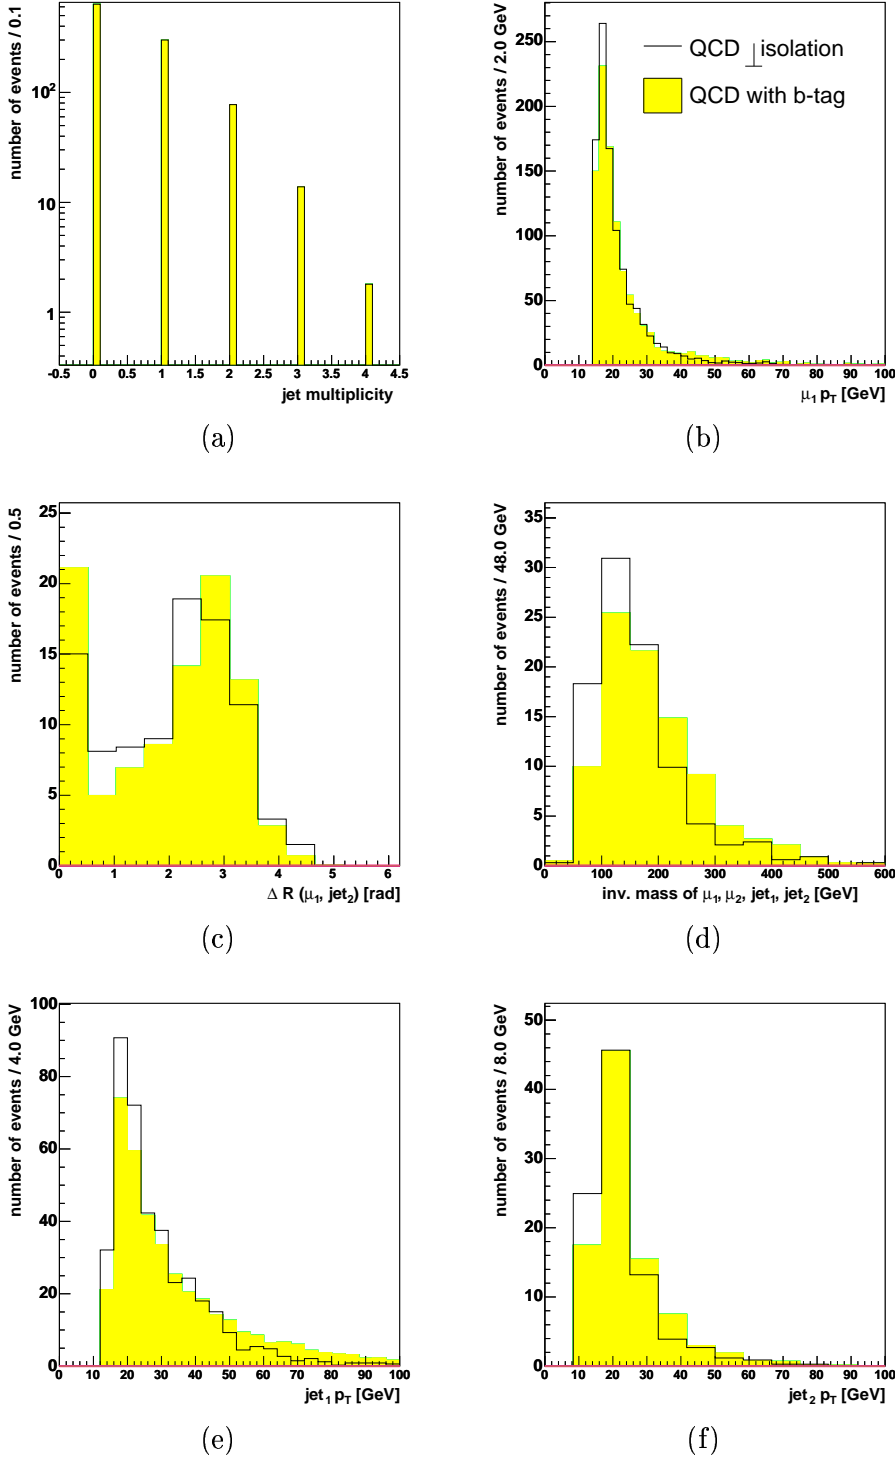 number of events / 0.1
10²
10
1
-0.5 0 0.5 1 1.5 2 2.5 3 3.5 4 4.5
jet multiplicity
(a)
number of events / 2.0 GeV
250
200
150
100
50
0
QCD ⊥isolation
QCD with b-tag
0 10 20 30 40 50 60 70 80 90 100
μ₁ p_T [GeV]
(b)
number of events / 0.5
25
20
15
10
5
0
0 1 2 3 4 5 6
Δ R (μ₁, jet₂) [rad]
(c)
number of events / 48.0 GeV
35
30
25
20
15
10
5
0
0 100 200 300 400 500 600
inv. mass of μ₁, μ₂, jet₁, jet₂ [GeV]
(d)
number of events / 4.0 GeV
100
80
60
40
20
0
0 10 20 30 40 50 60 70 80 90 100
jet₁ p_T [GeV]
(e)
number of events / 8.0 GeV
50
40
30
20
10
0
0 10 20 30 40 50 60 70 80 90 100
jet₂ p_T [GeV]
(f)